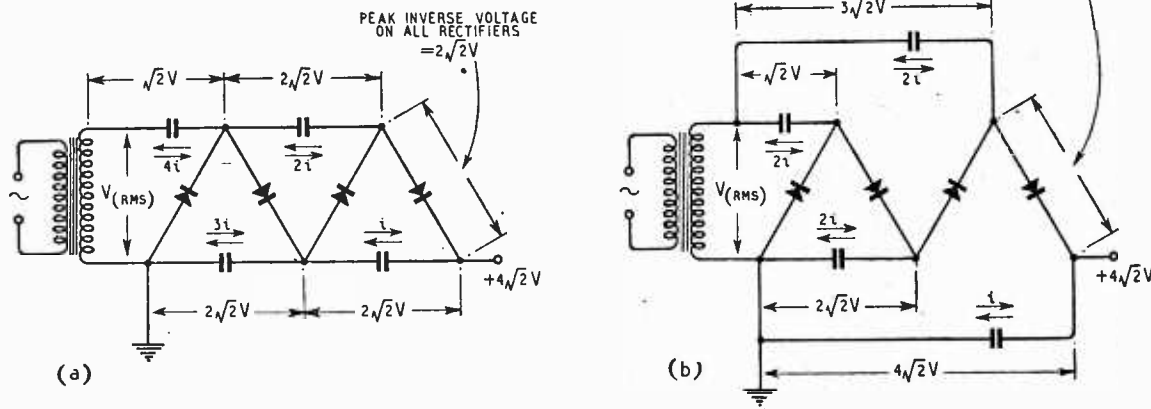 PEAK INVERSE VOLTAGE
ON ALL RECTIFIERS
=2√2V
√2V
2√2V
4i
2i
V(RMS)
~
3i
i
+4√2V
2√2V
2√2V
(a)
3√2V
2i
√2V
2i
V(RMS)
~
2i
+4√2V
2√2V
i
4√2V
(b)